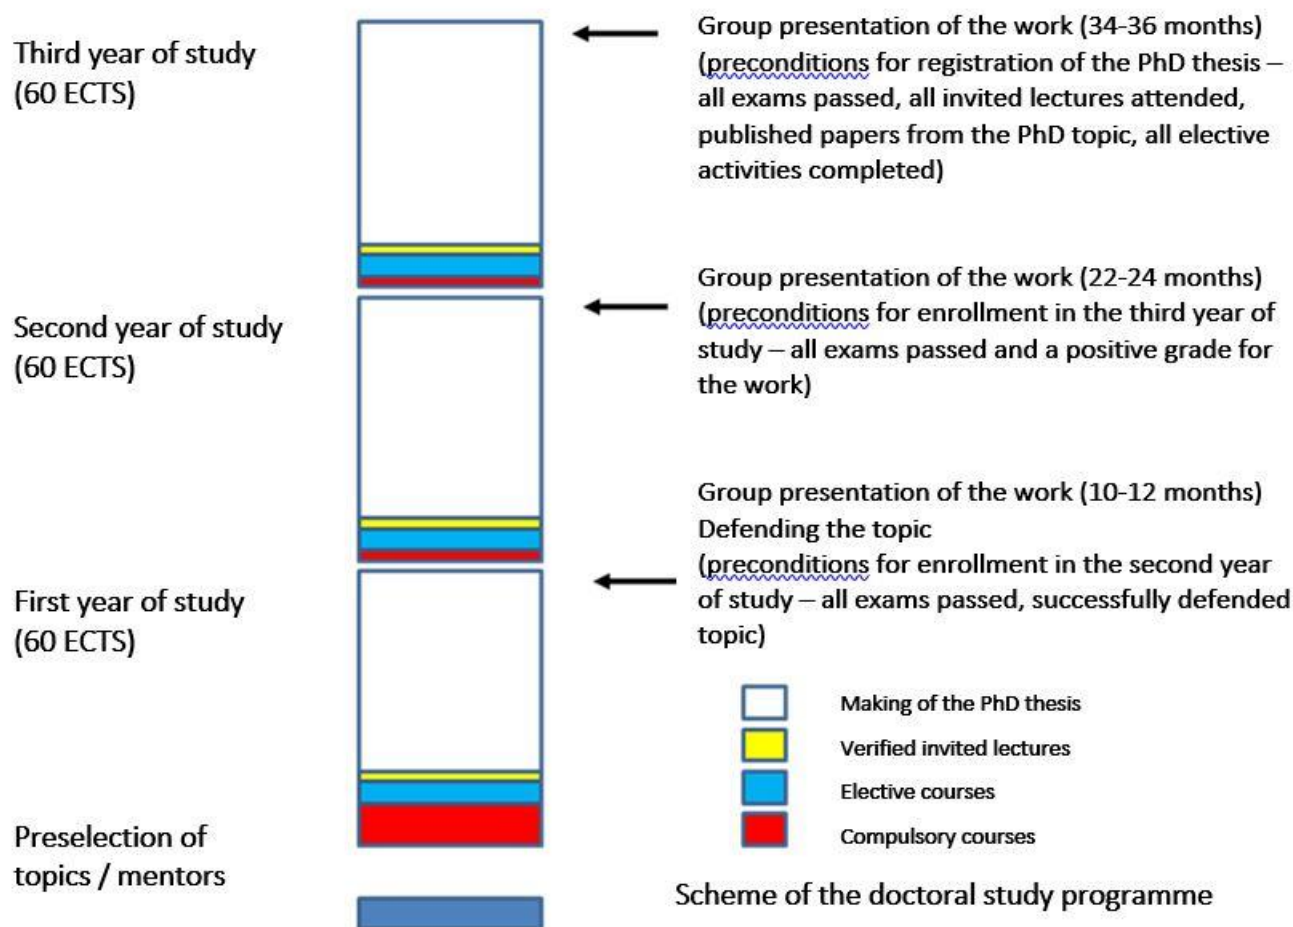 Third year of study
(60 ECTS)
Group presentation of the work (34-36 months)
(preconditions for registration of the PhD thesis –
all exams passed, all invited lectures attended,
published papers from the PhD topic, all elective
activities completed)
Second year of study
(60 ECTS)
Group presentation of the work (22-24 months)
(preconditions for enrollment in the third year of
study – all exams passed and a positive grade for
the work)
First year of study
(60 ECTS)
Group presentation of the work (10-12 months)
Defending the topic
(preconditions for enrollment in the second year
of study – all exams passed, successfully defended
topic)
Making of the PhD thesis
Verified invited lectures
Elective courses
Compulsory courses
Preselection of
topics / mentors
Scheme of the doctoral study programme